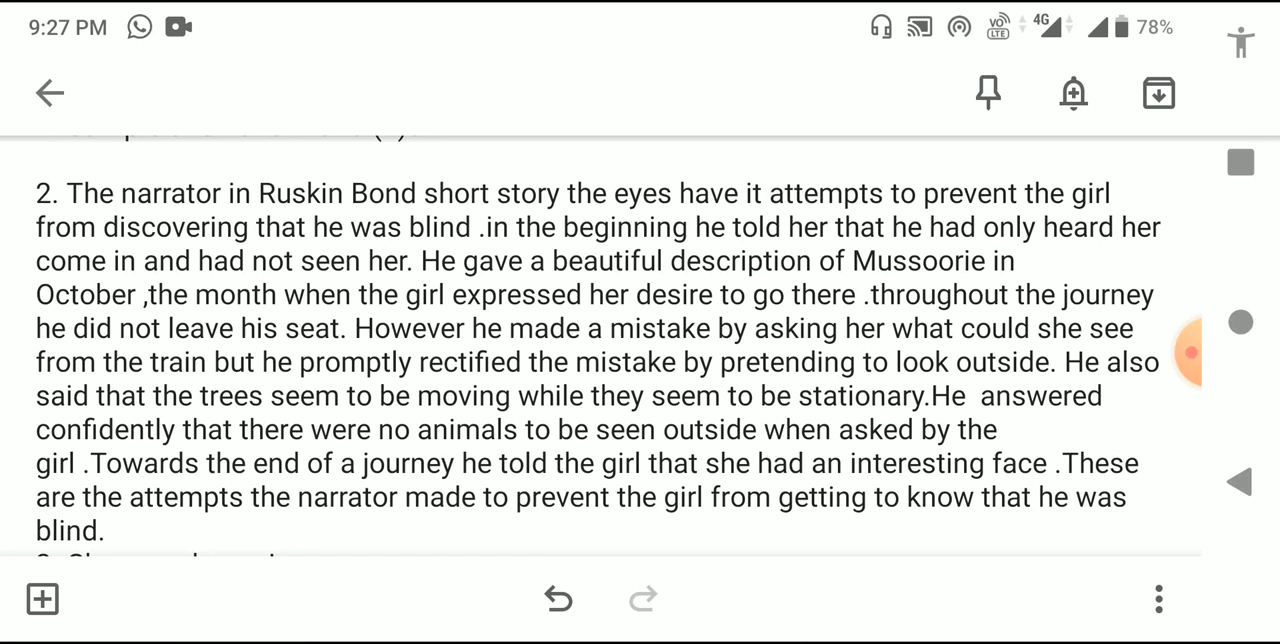 9:27 PM
VO
LTE
4G
78%
2. The narrator in Ruskin Bond short story the eyes have it attempts to prevent the girl
from discovering that he was blind .in the beginning he told her that he had only heard her
come in and had not seen her. He gave a beautiful description of Mussoorie in
October ,the month when the girl expressed her desire to go there .throughout the journey
he did not leave his seat. However he made a mistake by asking her what could she see
from the train but he promptly rectified the mistake by pretending to look outside. He also
said that the trees seem to be moving while they seem to be stationary.He  answered
confidently that there were no animals to be seen outside when asked by the
girl .Towards the end of a journey he told the girl that she had an interesting face .These
are the attempts the narrator made to prevent the girl from getting to know that he was
blind.